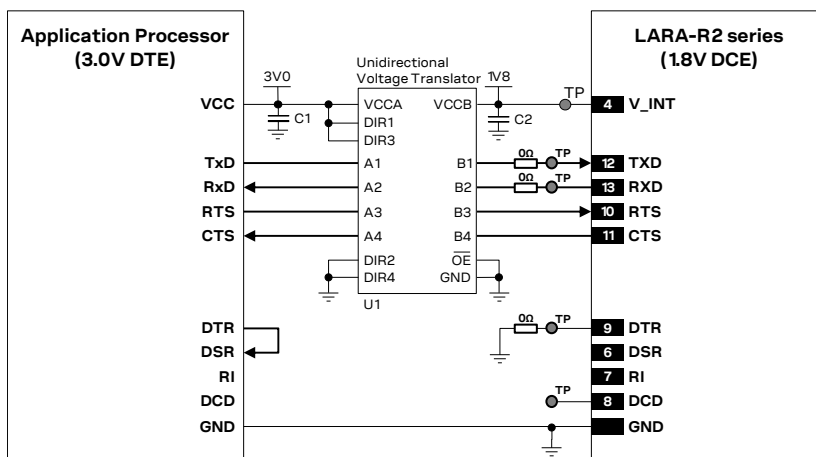 Application Processor
(3.0V DTE)
LARA-R2 series
(1.8V DCE)
Unidirectional
Voltage Translator
3V0
1V8
TP
VCC
VCCA
VCCB
4
V_INT
C1
DIR1
C2
DIR3
0Ω
TP
TxD
A1
B1
12
TXD
0Ω
TP
RxD
A2
B2
13
RXD
RTS
A3
B3
10
RTS
CTS
A4
B4
11
CTS
DIR2
OE
DIR4
GND
U1
0Ω
TP
DTR
9
DTR
DSR
6
DSR
RI
7
RI
TP
DCD
8
DCD
GND
GND